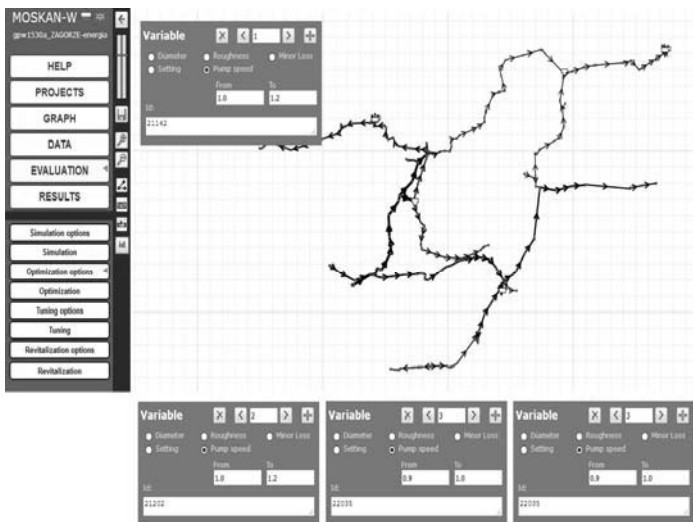 MOSKAN-W
gpw1530a_ZAGORZE-energia
HELP
PROJECTS
GRAPH
DATA
EVALUATION
RESULTS
Simulation options
Simulation
Optimization options
Optimization
Tuning options
Tuning
Revitalization options
Revitalization
Variable X < 1 >
Diameter Roughness Minor Loss
Setting Pump speed
From To
1.0 1.2
Id:
21142
Variable X < 2 >
Diameter Roughness Minor Loss
Setting Pump speed
From To
1.0 1.2
Id:
21202
Variable X < 3 >
Diameter Roughness Minor Loss
Setting Pump speed
From To
0.9 1.0
Id:
22035
Variable X < 3 >
Diameter Roughness Minor Loss
Setting Pump speed
From To
0.9 1.0
Id:
22035